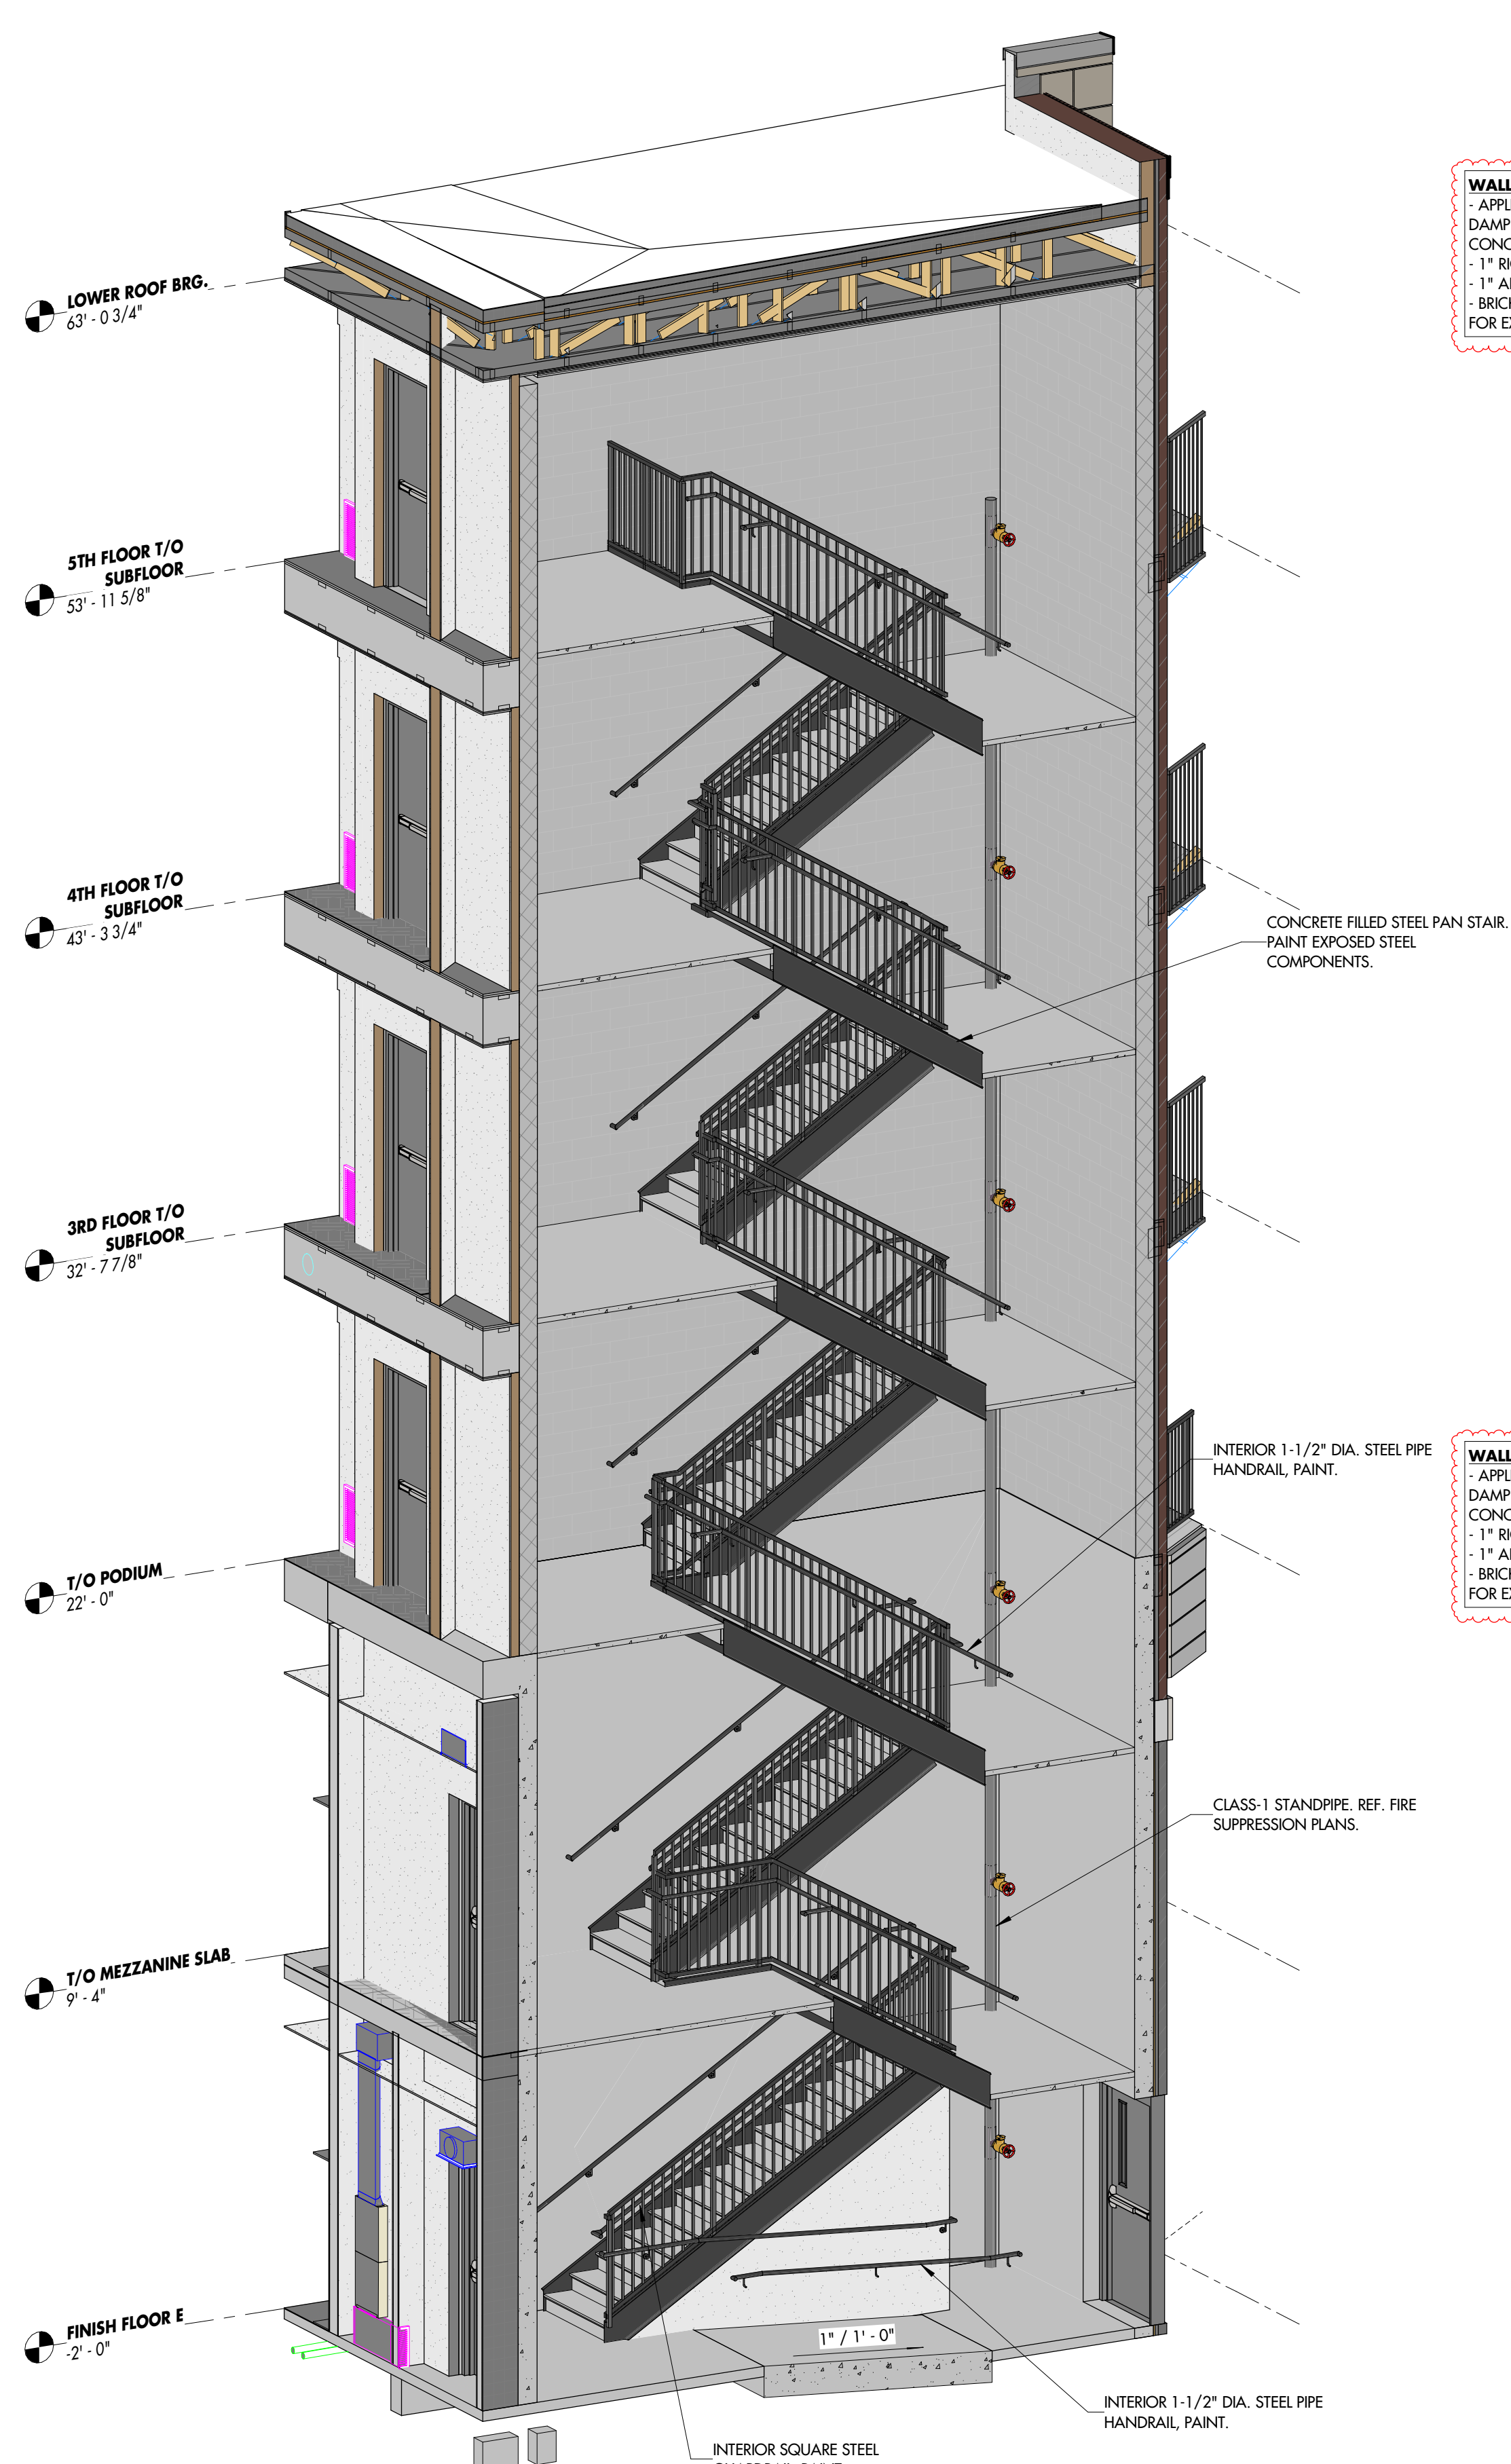 WALL
- APPL
DAMP
CONC
- 1" RI
- 1" A
- BRICK
FOR EX
LOWER ROOF BRG.
63' - 0 3/4"
5TH FLOOR T/O
SUBFLOOR
53' - 11 5/8"
4TH FLOOR T/O
SUBFLOOR
43' - 3 3/4"
CONCRETE FILLED STEEL PAN STAIR.
PAINT EXPOSED STEEL
COMPONENTS.
3RD FLOOR T/O
SUBFLOOR
32' - 7 7/8"
INTERIOR 1-1/2" DIA. STEEL PIPE
HANDRAIL, PAINT.
WALL
- APPL
DAMP
CONC
- 1" RI
- 1" A
- BRICK
FOR EX
T/O PODIUM
22' - 0"
CLASS-1 STANDPIPE. REF. FIRE
SUPPRESSION PLANS.
T/O MEZZANINE SLAB
9' - 4"
FINISH FLOOR E
-2' - 0"
1" / 1' - 0"
INTERIOR 1-1/2" DIA. STEEL PIPE
HANDRAIL, PAINT.
INTERIOR SQUARE STEEL